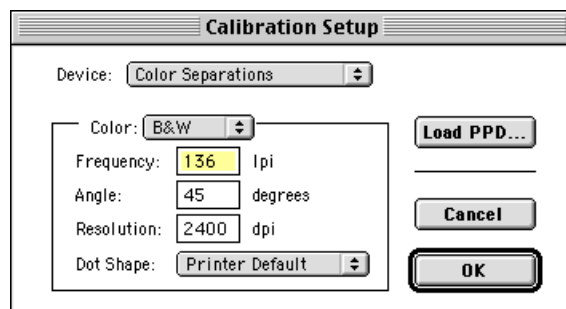 Calibration Setup
Device: Color Separations
Color: B&W
Load PPD...
Frequency: 136 lpi
Angle: 45 degrees
Cancel
Resolution: 2400 dpi
Dot Shape: Printer Default
OK